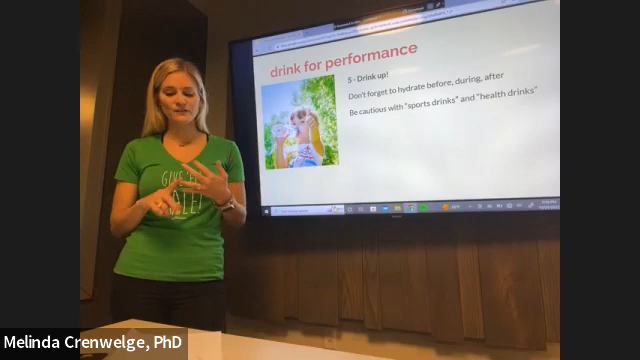 drink for performance
5 - Drink up!
Don't forget to hydrate before, during, after
Be cautious with "sports drinks" and "health drinks"
Melinda Crenwelge, PhD